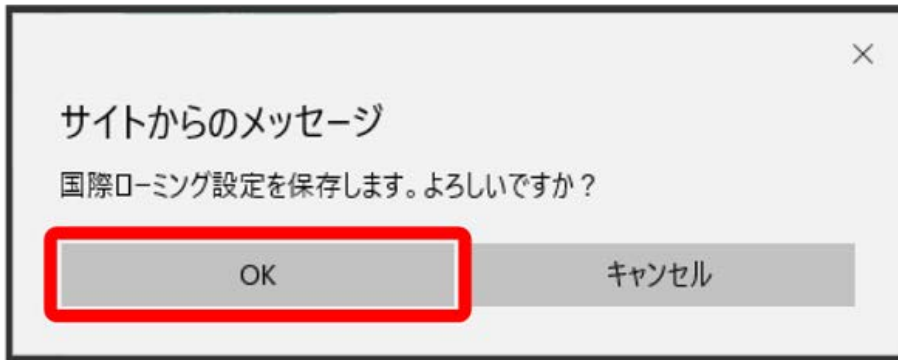 サイトからのメッセージ
国際ローミング設定を保存します。よろしいですか？
OK
キャンセル